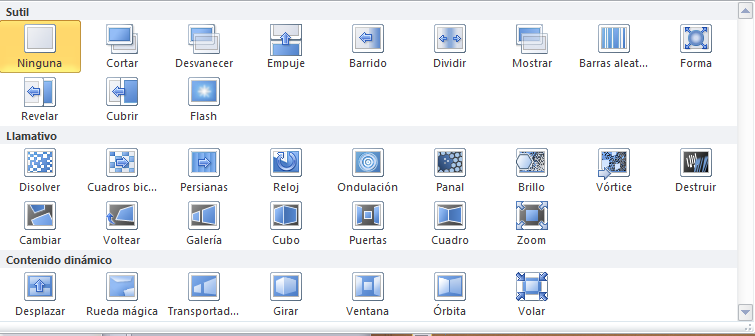 Sutil
Ninguna Cortar Desvanecer Empuje Barrido Dividir Mostrar Barras aleat... Forma
Revelar Cubrir Flash
Llamativo
Disolver Cuadros bic... Persianas Reloj Ondulación Panal Brillo Vórtice Destruir
Cambiar Voltear Galería Cubo Puertas Cuadro Zoom
Contenido dinámico
Desplazar Rueda mágica Transportad... Girar Ventana Órbita Volar